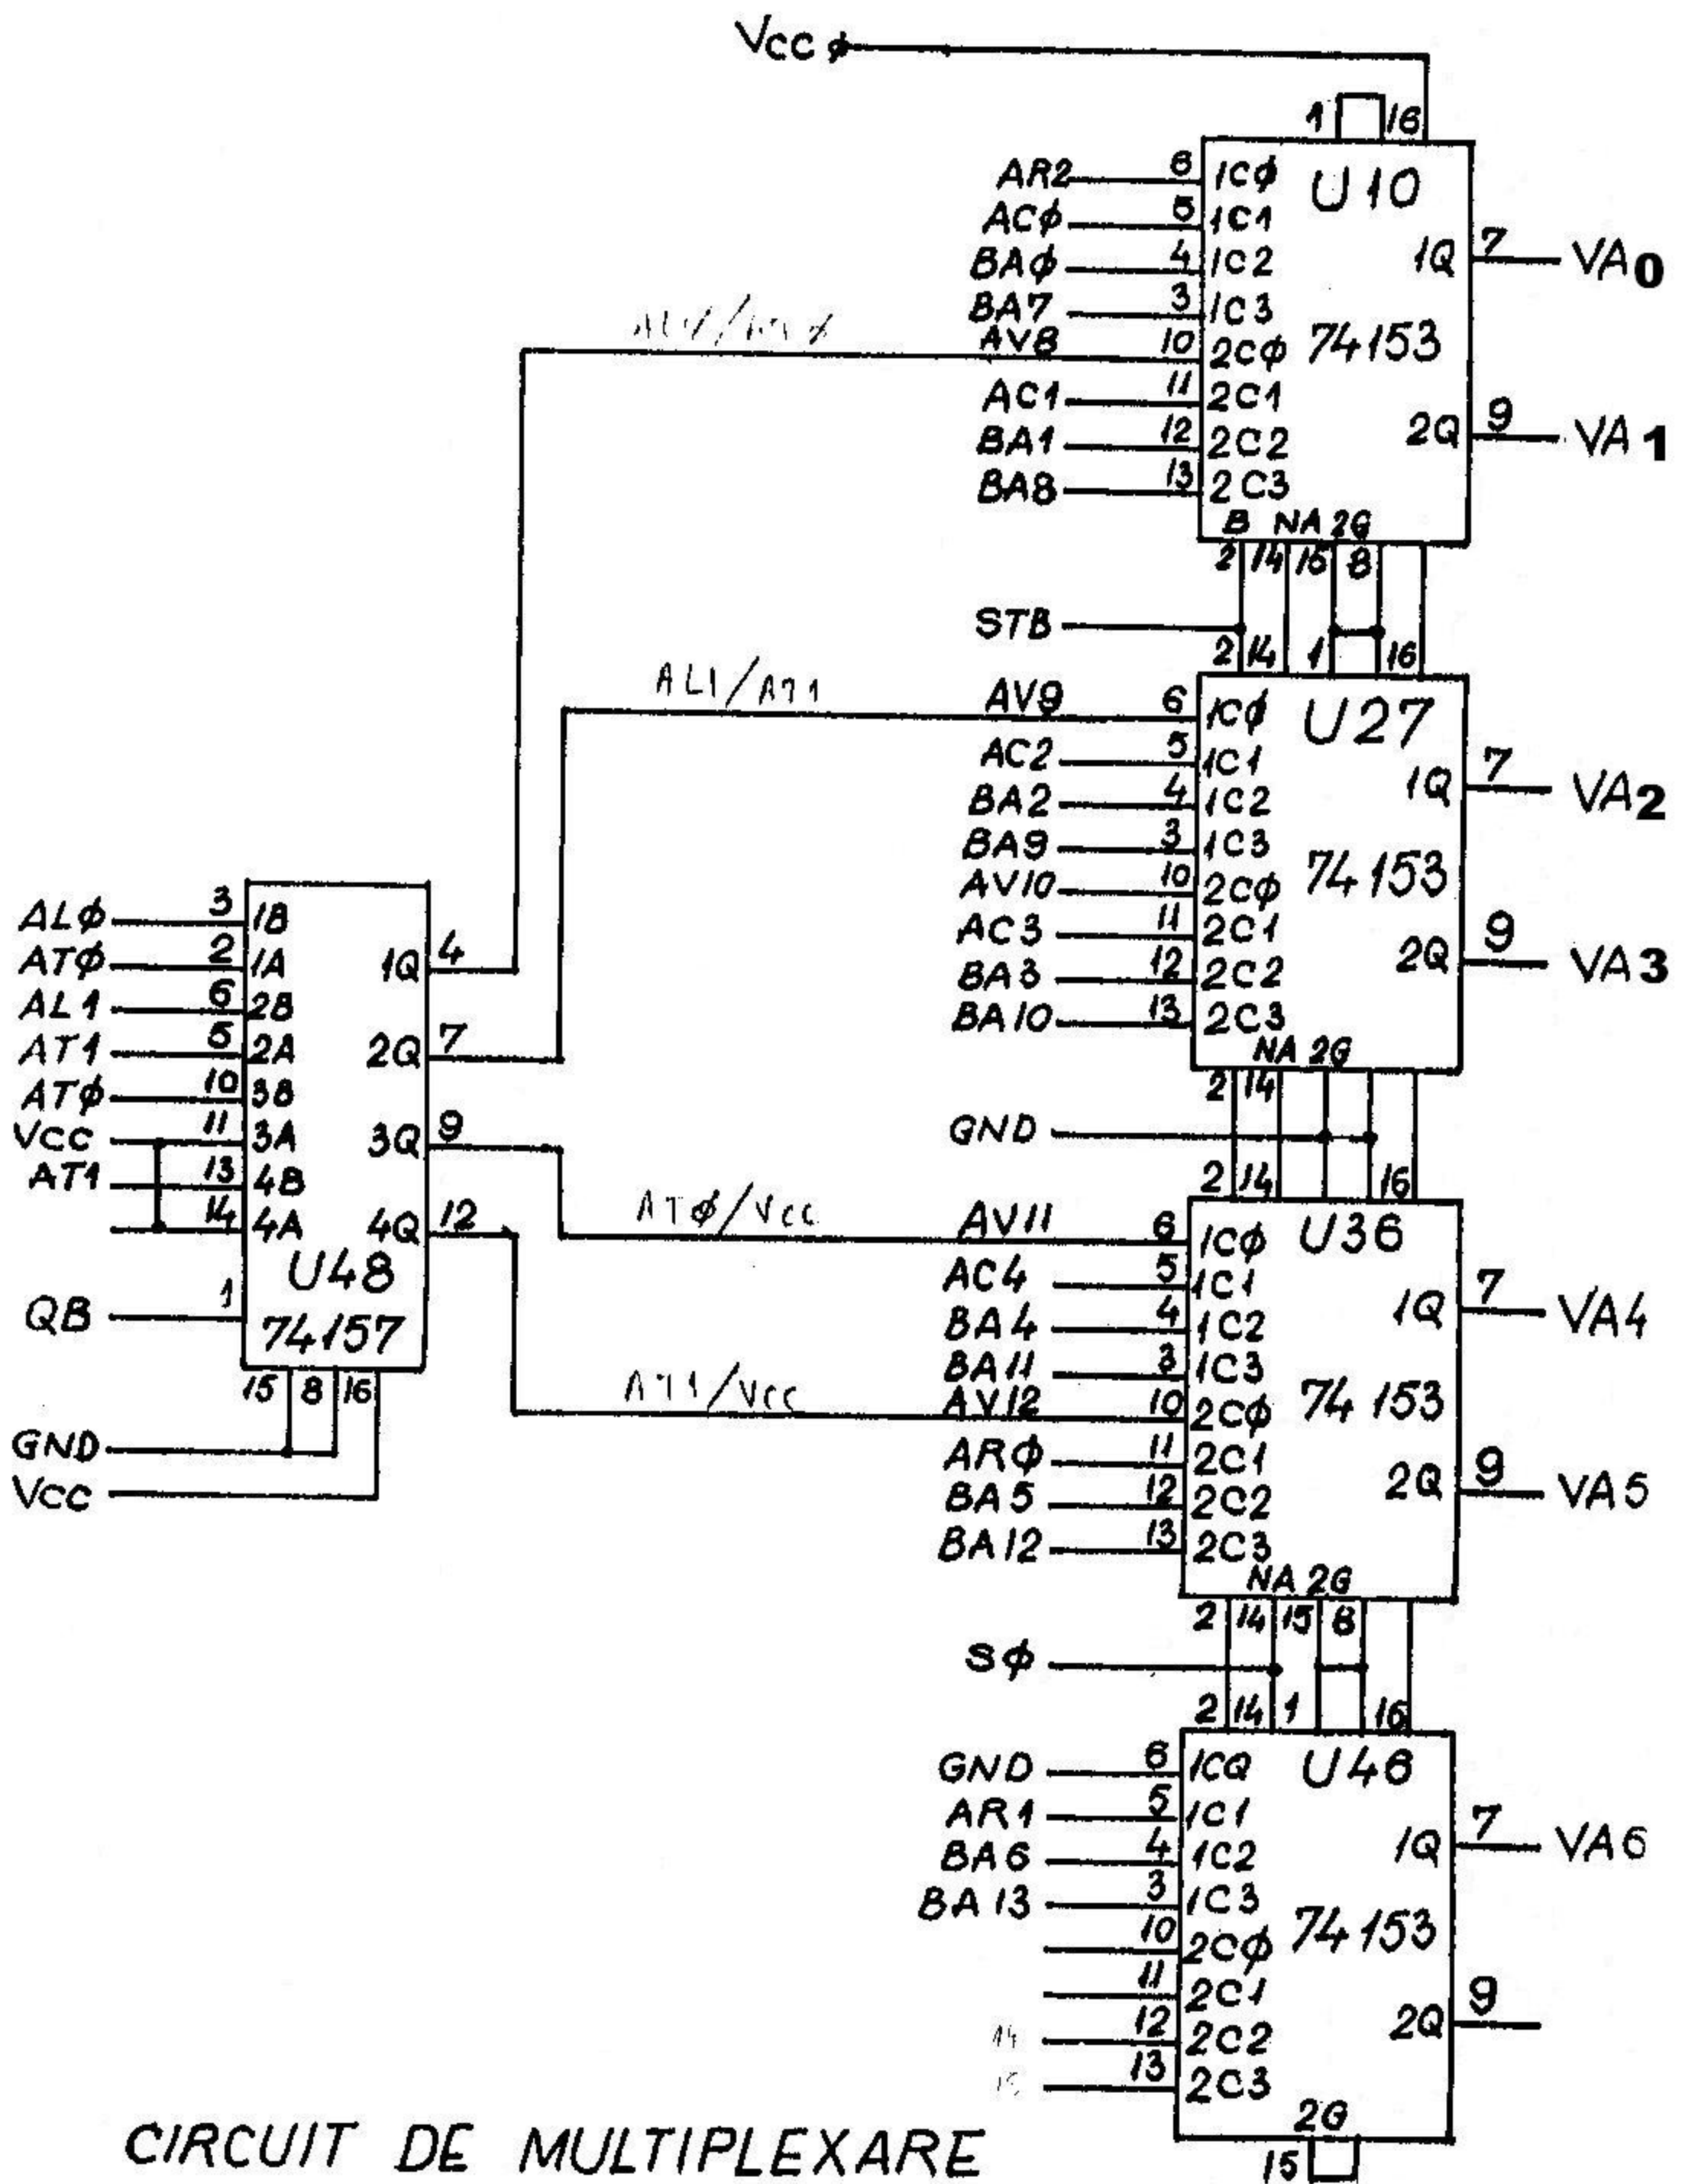 VCC ϕ
1 16
AR2 6 1Cϕ U10
ACϕ 5 1C1
BAϕ 4 1C2 1Q 7 VA0
BA7 3 1C3
AV8 10 2Cϕ 74153
AC1 11 2C1
BA1 12 2C2 2Q 9 VA1
BA8 13 2C3
B NA 2G
2 14 15 8
STB
2 14 1 16
AL1/AT1 AV9 6 1Cϕ U27
AC2 5 1C1
BA2 4 1C2 1Q 7 VA2
BA9 3 1C3
AV10 10 2Cϕ 74153
AC3 11 2C1
BA3 12 2C2 2Q 9 VA3
BA10 13 2C3
NA 2G
2 14
GND
2 14 16
ALϕ 3 1B
ATϕ 2 1A 1Q 4
AL1 6 2B
AT1 5 2A 2Q 7
ATϕ 10 3B
VCC 11 3A 3Q 9
AT1 13 4B
14 4A 4Q 12
U48
QB 1
74157
15 8 16
GND
VCC
ATϕ/VCC AV11 6 1Cϕ U36
AC4 5 1C1
BA4 4 1C2 1Q 7 VA4
BA11 3 1C3
AT1/VCC AV12 10 2Cϕ 74153
ARϕ 11 2C1
BA5 12 2C2 2Q 9 VA5
BA12 13 2C3
NA 2G
2 14 15 8
Sϕ
2 14 1 16
GND 6 1CQ U46
AR1 5 1C1
BA6 4 1C2 1Q 7 VA6
BA13 3 1C3
10 2Cϕ 74153
11 2C1
14 12 2C2 2Q 9
13 2C3
2G
15
CIRCUIT DE MULTIPLEXARE